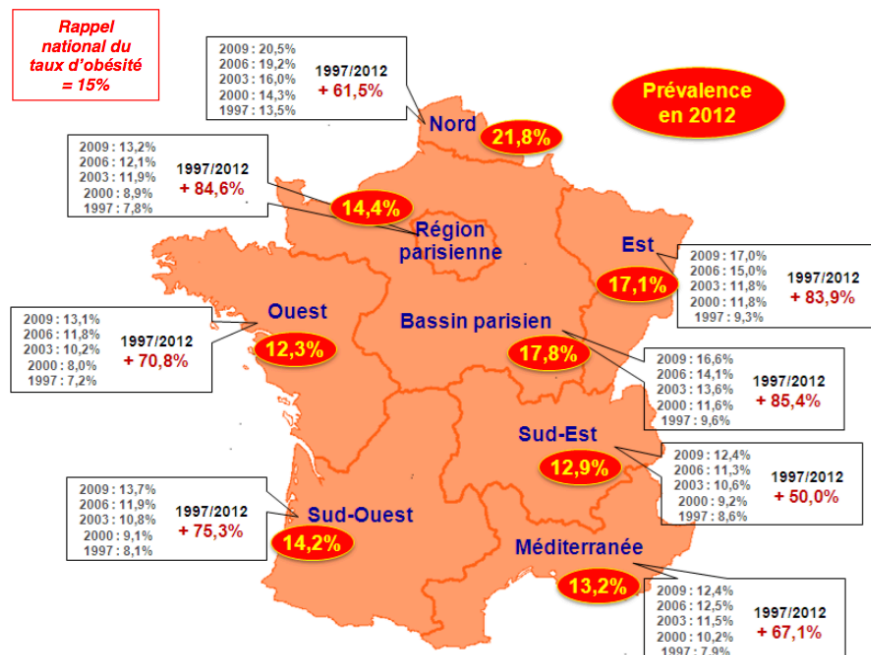 Rappel
national du
taux d'obésité
= 15%
Prévalence
en 2012
2009 : 20,5%
2006 : 19,2%
2003 : 16,0%
2000 : 14,3%
1997 : 13,5%
1997/2012
+ 61,5%
Nord
21,8%
2009 : 13,2%
2006 : 12,1%
2003 : 11,9%
2000 : 8,9%
1997 : 7,8%
1997/2012
+ 84,6%
14,4%
Région
parisienne
Est
17,1%
2009 : 17,0%
2006 : 15,0%
2003 : 11,8%
2000 : 11,8%
1997 : 9,3%
1997/2012
+ 83,9%
2009 : 13,1%
2006 : 11,8%
2003 : 10,2%
2000 : 8,0%
1997 : 7,2%
1997/2012
+ 70,8%
Ouest
12,3%
Bassin parisien
17,8%
2009 : 16,6%
2006 : 14,1%
2003 : 13,6%
2000 : 11,6%
1997 : 9,6%
1997/2012
+ 85,4%
Sud-Est
12,9%
2009 : 12,4%
2006 : 11,3%
2003 : 10,6%
2000 : 9,2%
1997 : 8,6%
1997/2012
+ 50,0%
2009 : 13,7%
2006 : 11,9%
2003 : 10,8%
2000 : 9,1%
1997 : 8,1%
1997/2012
+ 75,3%
Sud-Ouest
14,2%
Méditerranée
13,2%
2009 : 12,4%
2006 : 12,5%
2003 : 11,5%
2000 : 10,2%
1997 : 7,9%
1997/2012
+ 67,1%